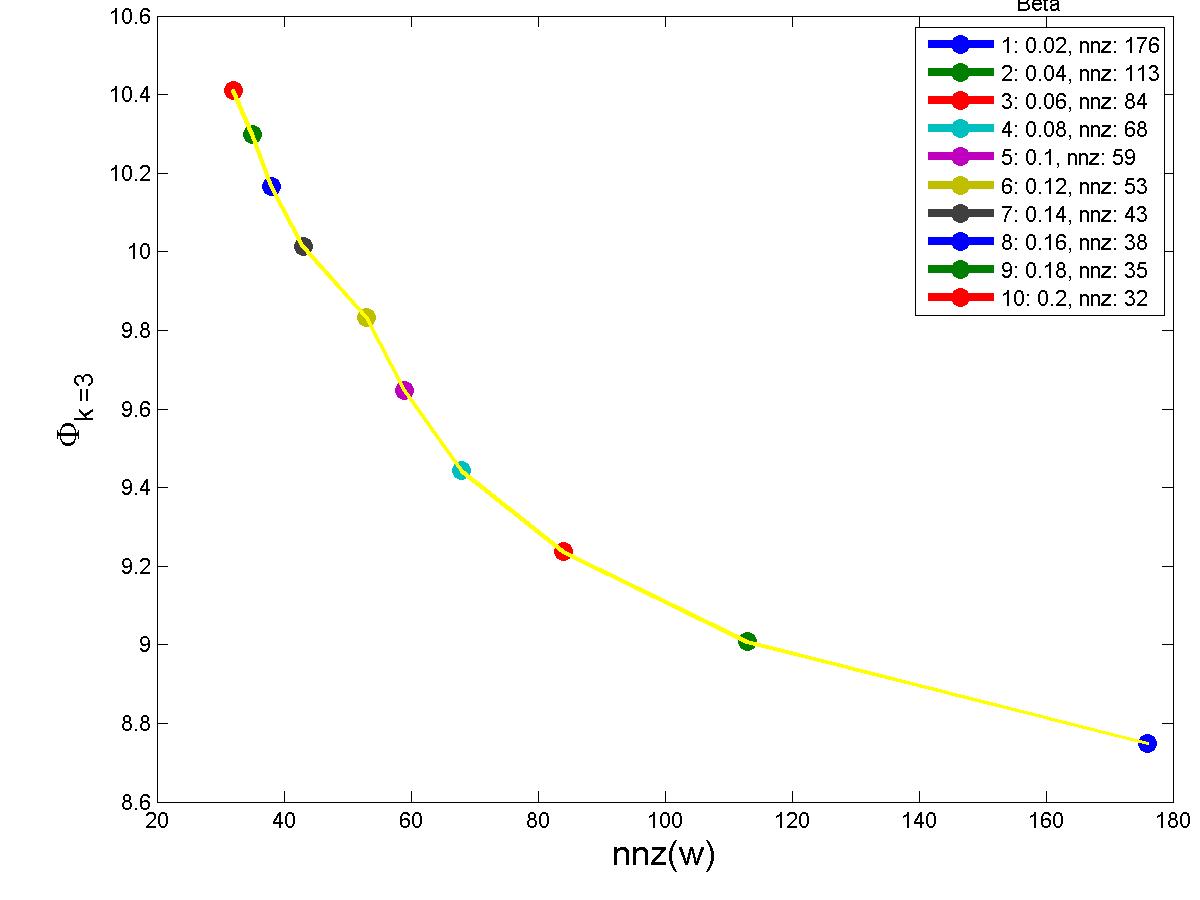 Beta
1: 0.02, nnz: 176
2: 0.04, nnz: 113
3: 0.06, nnz: 84
4: 0.08, nnz: 68
5: 0.1, nnz: 59
6: 0.12, nnz: 53
7: 0.14, nnz: 43
8: 0.16, nnz: 38
9: 0.18, nnz: 35
10: 0.2, nnz: 32
10.6
10.4
10.2
10
9.8
9.6
9.4
9.2
9
8.8
8.6
Φk =3
20 40 60 80 100 120 140 160 180
nnz(w)